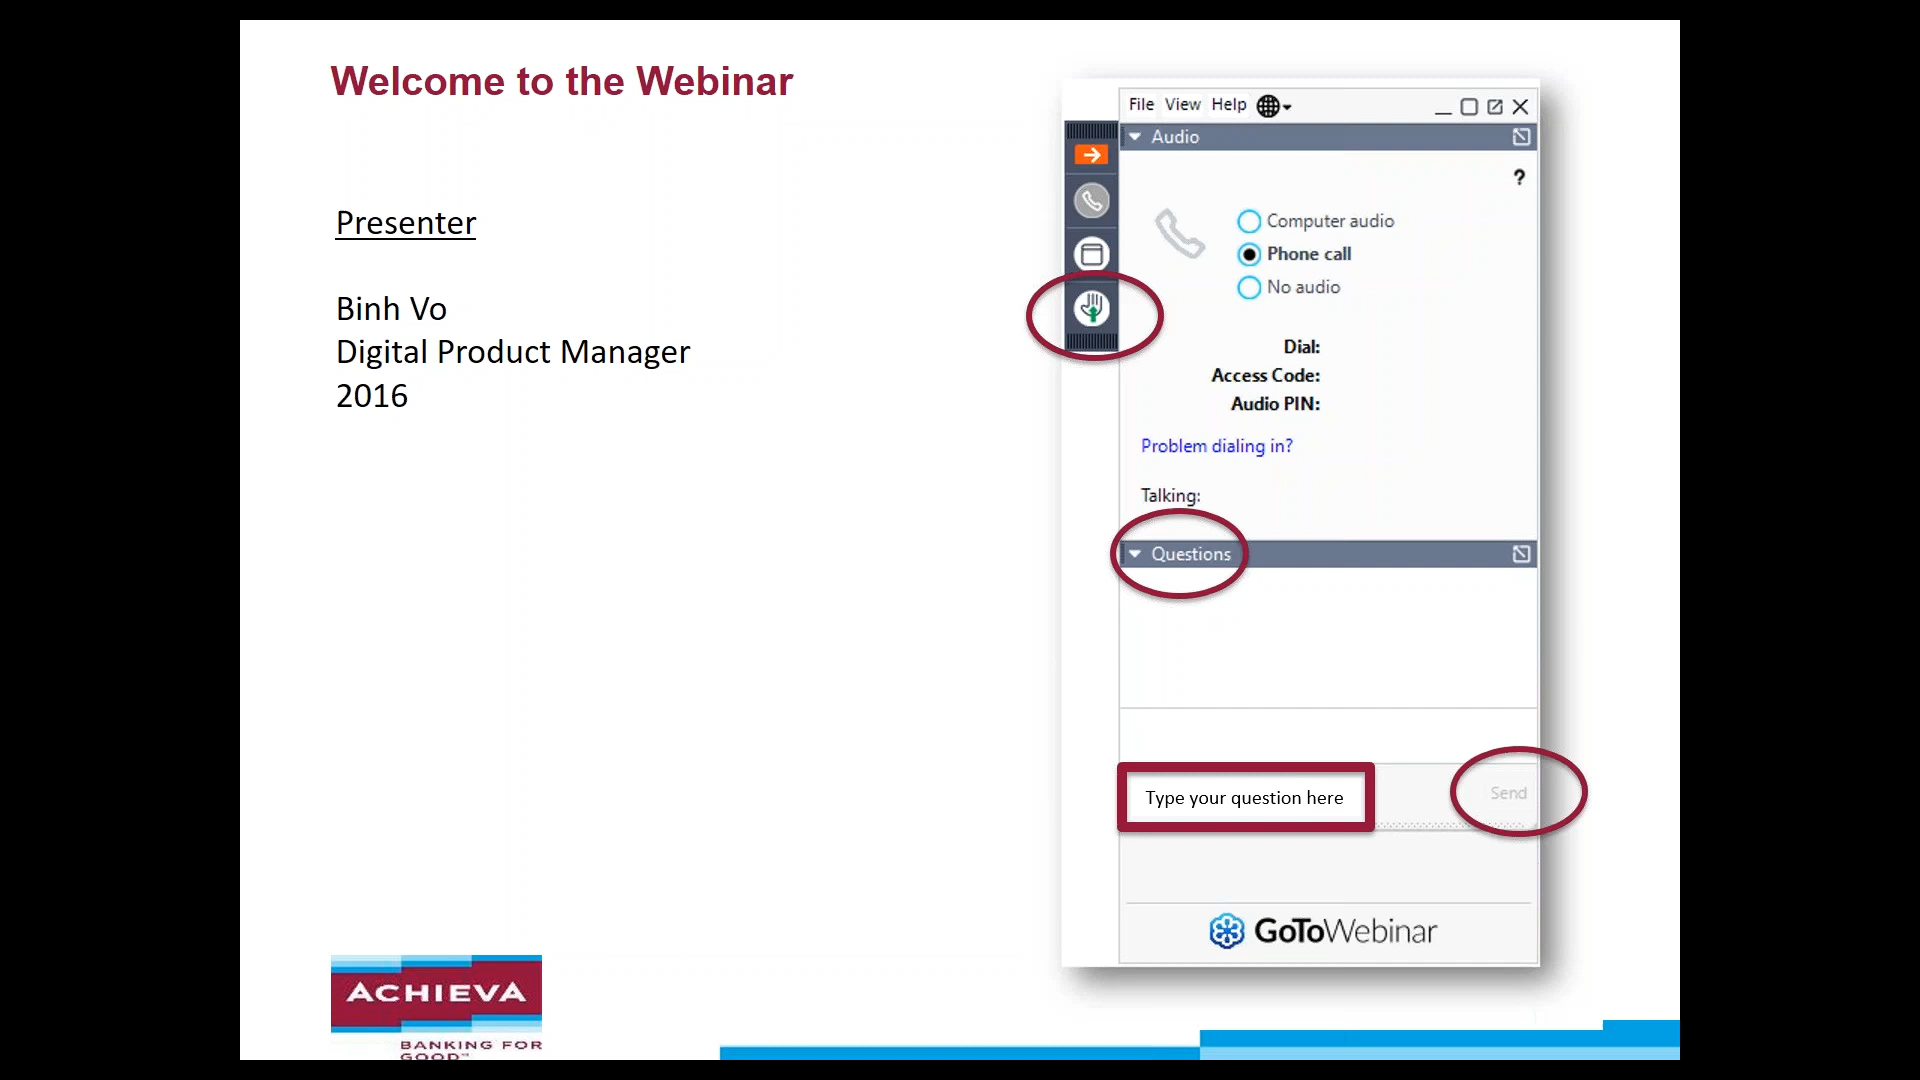 Welcome to the Webinar
Presenter
Binh Vo
Digital Product Manager
2016
File View Help
Audio
?
Computer audio
Phone call
No audio
Dial:
Access Code:
Audio PIN:
Problem dialing in?
Talking:
Questions
Type your question here
Send
GoToWebinar
ACHIEVA
BANKING FOR
GOOD℠